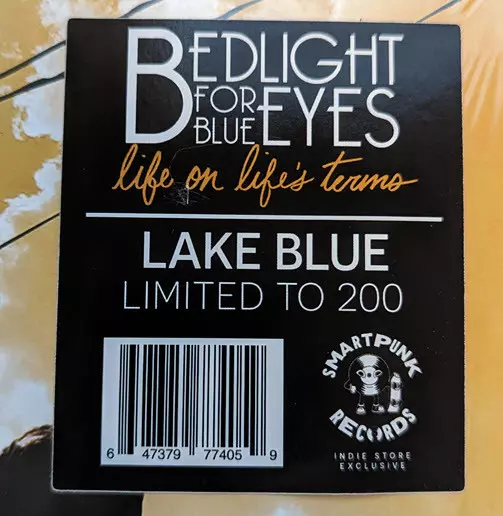 BEDLIGHT
FOR BLUE EYES
life on life's terms
LAKE BLUE
LIMITED TO 200
6 47379 77405 9
SMARTPUNK
RECORDS
INDIE STORE
EXCLUSIVE